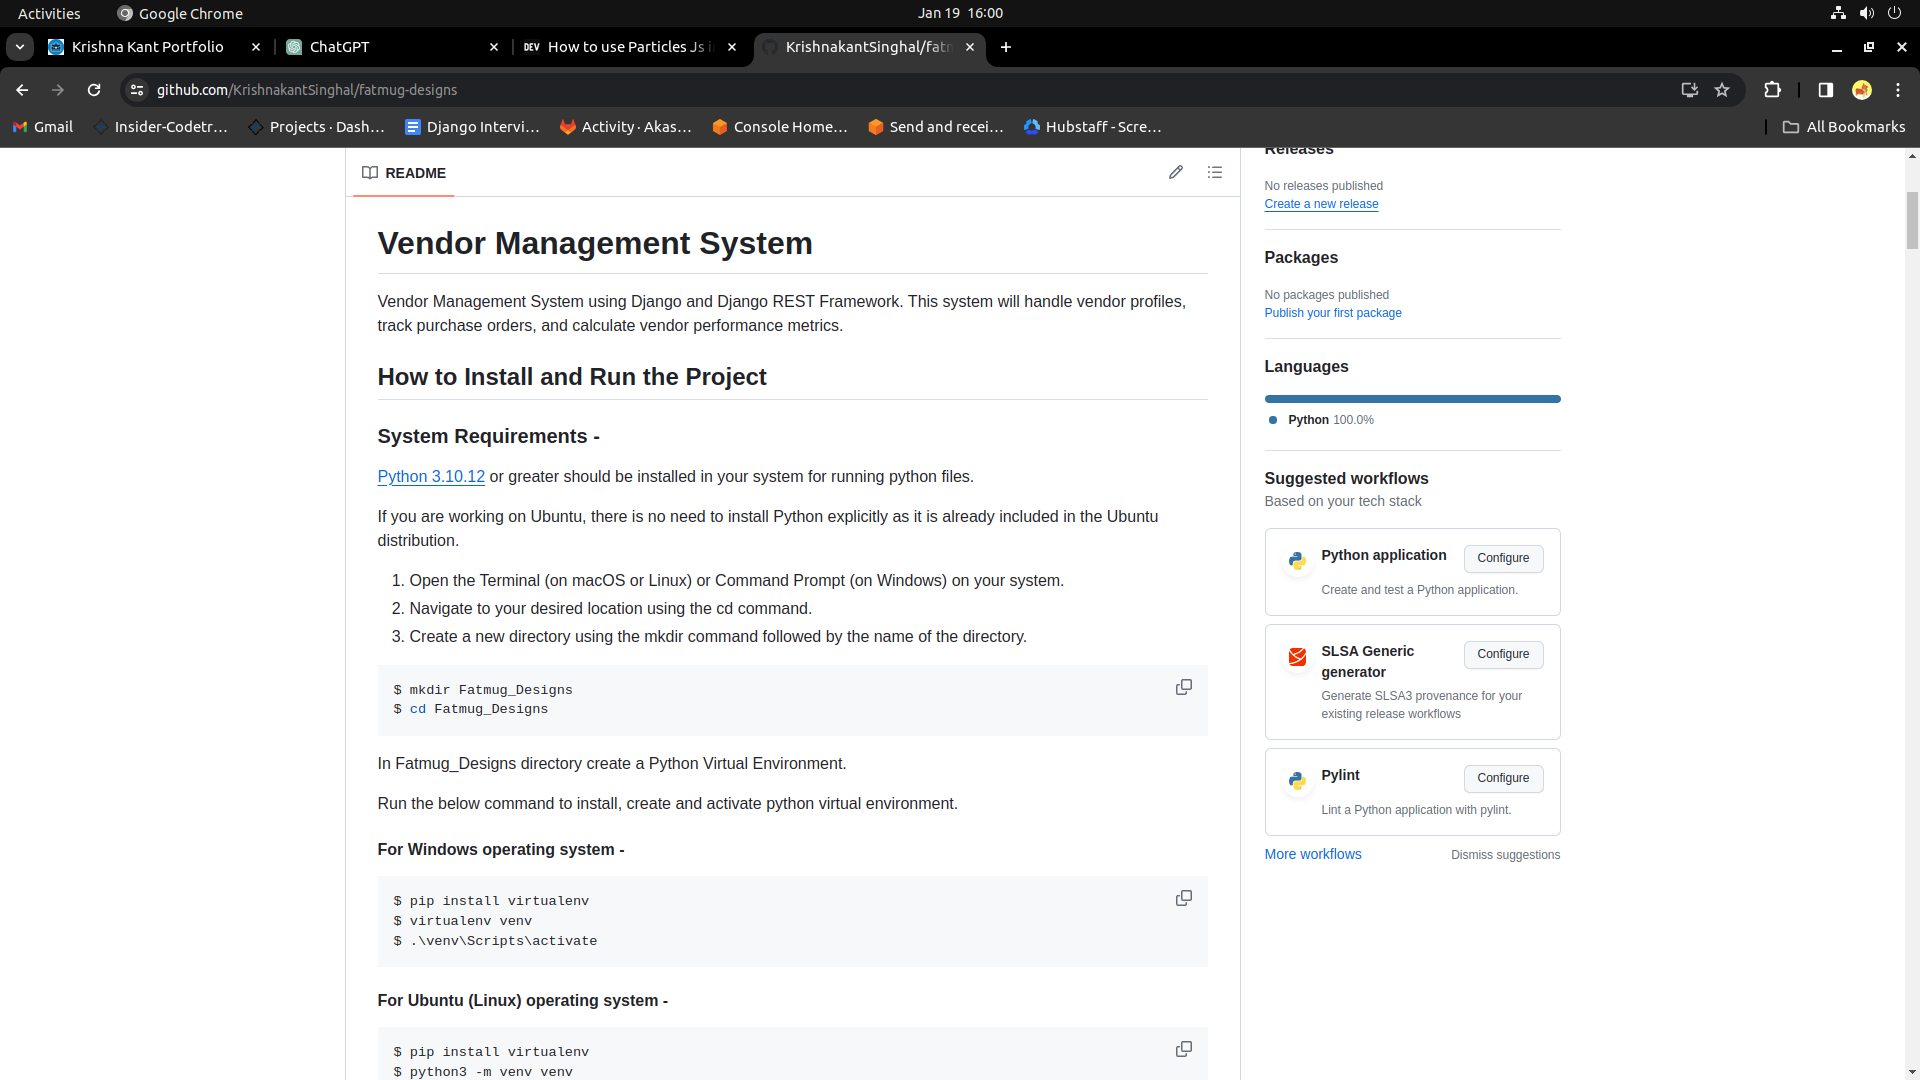 Activities
Google Chrome
Jan 19 16:00
Krishna Kant Portfolio
ChatGPT
DEV
How to use Particles Js i
KrishnakantSinghal/fatm
github.com/KrishnakantSinghal/fatmug-designs
Gmail
Insider-Codetr...
Projects · Dash...
Django Intervi...
Activity · Akas...
Console Home...
Send and recei...
Hubstaff - Scre...
All Bookmarks
README
Vendor Management System
Vendor Management System using Django and Django REST Framework. This system will handle vendor profiles,
track purchase orders, and calculate vendor performance metrics.
How to Install and Run the Project
System Requirements -
Python 3.10.12 or greater should be installed in your system for running python files.
If you are working on Ubuntu, there is no need to install Python explicitly as it is already included in the Ubuntu
distribution.
1. Open the Terminal (on macOS or Linux) or Command Prompt (on Windows) on your system.
2. Navigate to your desired location using the cd command.
3. Create a new directory using the mkdir command followed by the name of the directory.
$ mkdir Fatmug_Designs
$ cd Fatmug_Designs
In Fatmug_Designs directory create a Python Virtual Environment.
Run the below command to install, create and activate python virtual environment.
For Windows operating system -
$ pip install virtualenv
$ virtualenv venv
$ .\venv\Scripts\activate
For Ubuntu (Linux) operating system -
$ pip install virtualenv
$ python3 -m venv venv
Releases
No releases published
Create a new release
Packages
No packages published
Publish your first package
Languages
Python 100.0%
Suggested workflows
Based on your tech stack
Python application
Configure
Create and test a Python application.
SLSA Generic
generator
Configure
Generate SLSA3 provenance for your
existing release workflows
Pylint
Configure
Lint a Python application with pylint.
More workflows
Dismiss suggestions